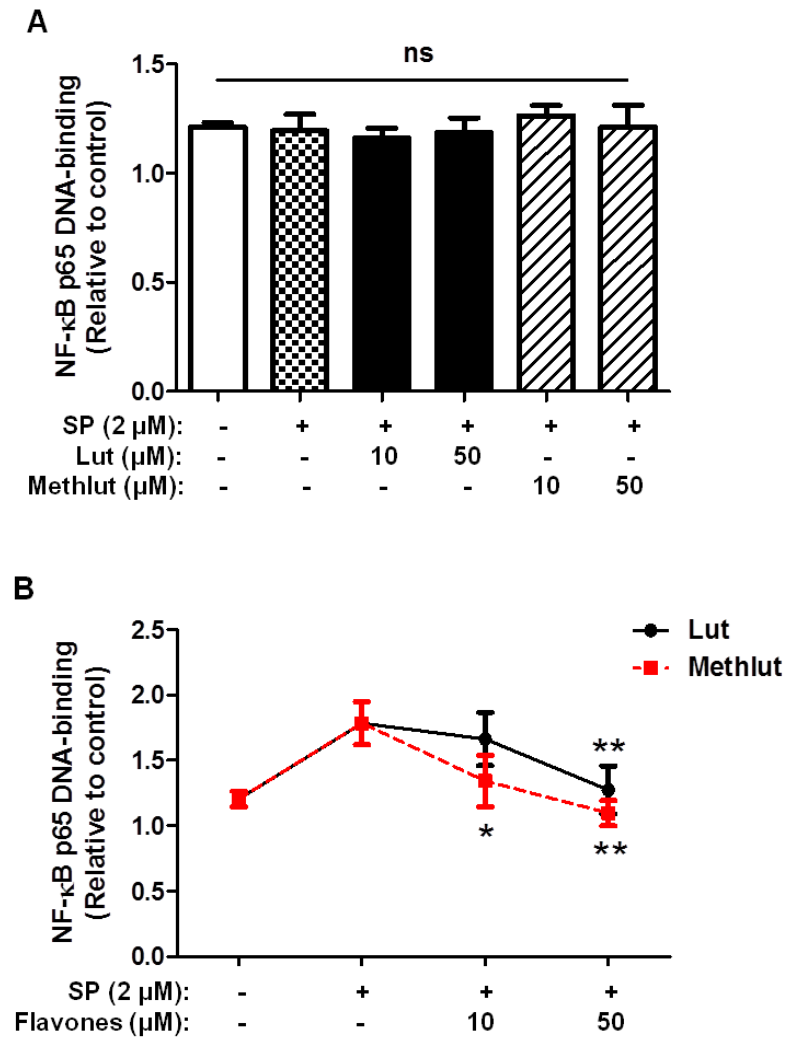 A
ns
NF-κB p65 DNA-binding
(Relative to control)
1.5
1.0
0.5
0.0
SP (2 µM): - + + + + +
Lut (µM): - - 10 50 - -
Methlut (µM): - - - - 10 50
B
NF-κB p65 DNA-binding
(Relative to control)
2.5
2.0
1.5
1.0
0.5
0.0
Lut
Methlut
**
*
**
SP (2 µM): - + + +
Flavones (µM): - - 10 50